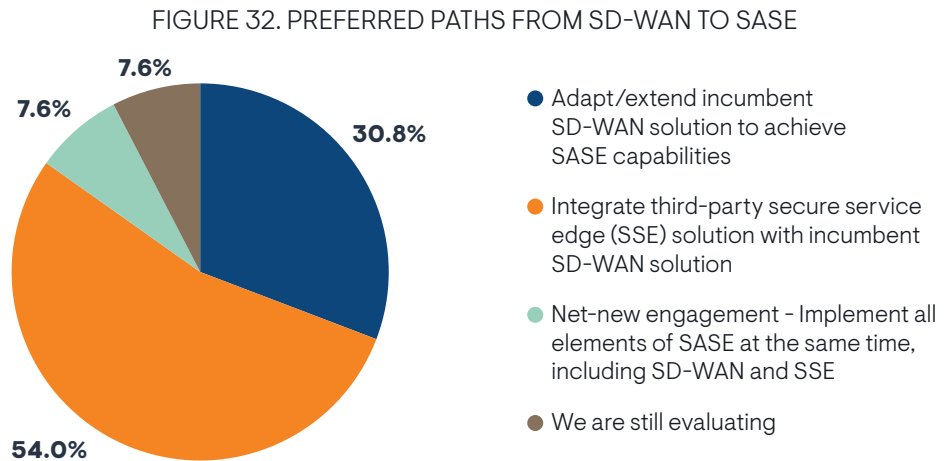 FIGURE 32. PREFERRED PATHS FROM SD-WAN TO SASE
7.6%
7.6%
30.8%
54.0%
Adapt/extend incumbent
SD-WAN solution to achieve
SASE capabilities
Integrate third-party secure service
edge (SSE) solution with incumbent
SD-WAN solution
Net-new engagement - Implement all
elements of SASE at the same time,
including SD-WAN and SSE
We are still evaluating